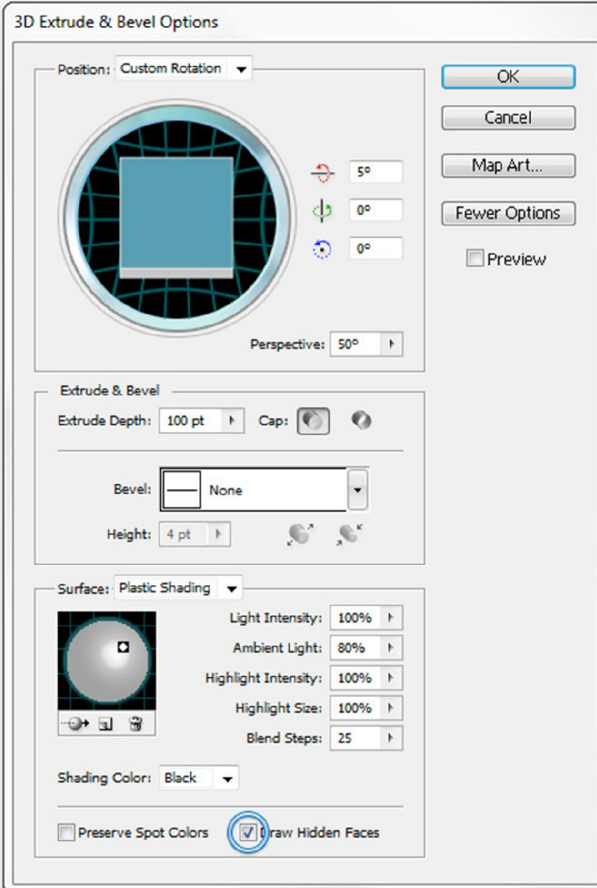 3D Extrude & Bevel Options
Position: Custom Rotation
OK
Cancel
Map Art...
Fewer Options
Preview
5°
0°
0°
Perspective: 50°
Extrude & Bevel
Extrude Depth: 100 pt Cap:
Bevel: None
Height: 4 pt
Surface: Plastic Shading
Light Intensity: 100%
Ambient Light: 80%
Highlight Intensity: 100%
Highlight Size: 100%
Blend Steps: 25
Shading Color: Black
Preserve Spot Colors Draw Hidden Faces